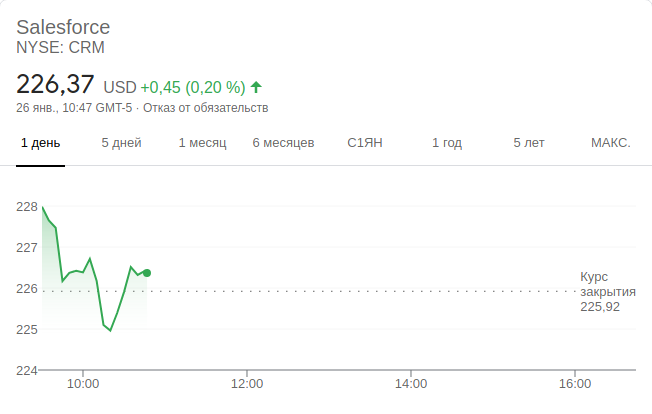 Salesforce
NYSE: CRM
226,37 USD +0,45 (0,20 %)
26 янв., 10:47 GMT-5 · Отказ от обязательств
1 день 5 дней 1 месяц 6 месяцев С1ЯН 1 год 5 лет МАКС.
228
227
226
225
224
Курс
закрытия
225,92
10:00 12:00 14:00 16:00